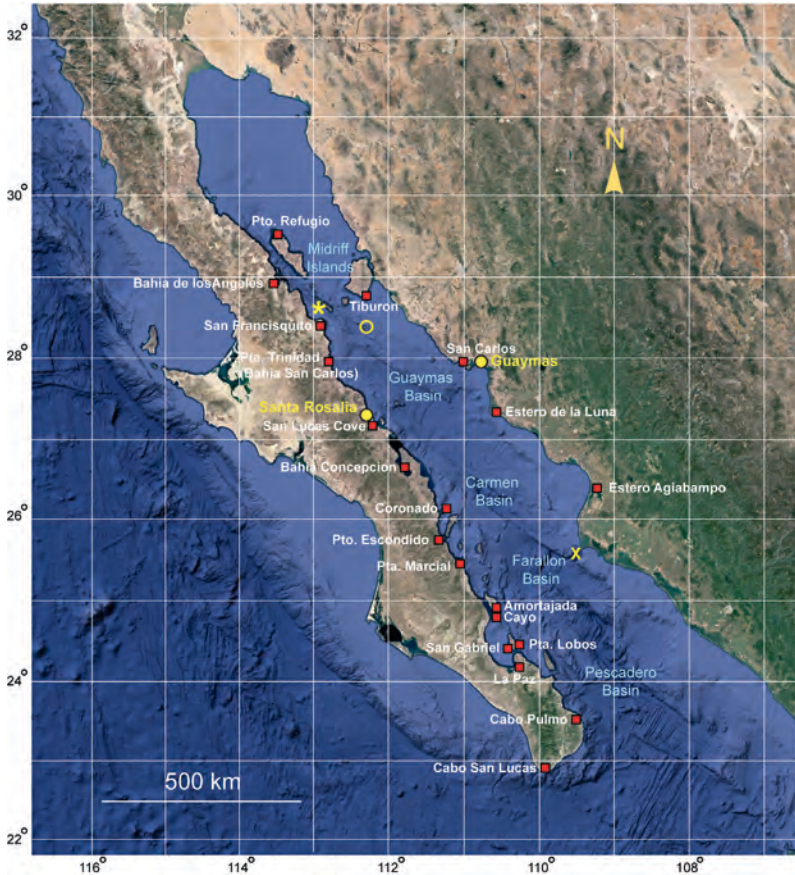 32°
N
30°
Pto. Refugio
Midriff
Islands
Bahia de losAngeles
Tiburon
San Francisquito
28°
Pta. Trinidad
(Bahia San Carlos)
San Carlos
Guaymas
Guaymas
Basin
Santa Rosalia
San Lucas Cove
Estero de la Luna
Bahia Concepcion
Carmen
Basin
Estero Agiabampo
Coronado
26°
Pto. Escondido
X
Farallon
Basin
Pta. Marcial
Amortajada
Cayo
San Gabriel
Pta. Lobos
24°
La Paz
Pescadero
Basin
Cabo Pulmo
Cabo San Lucas
500 km
22°
116°
114°
112°
110°
108°